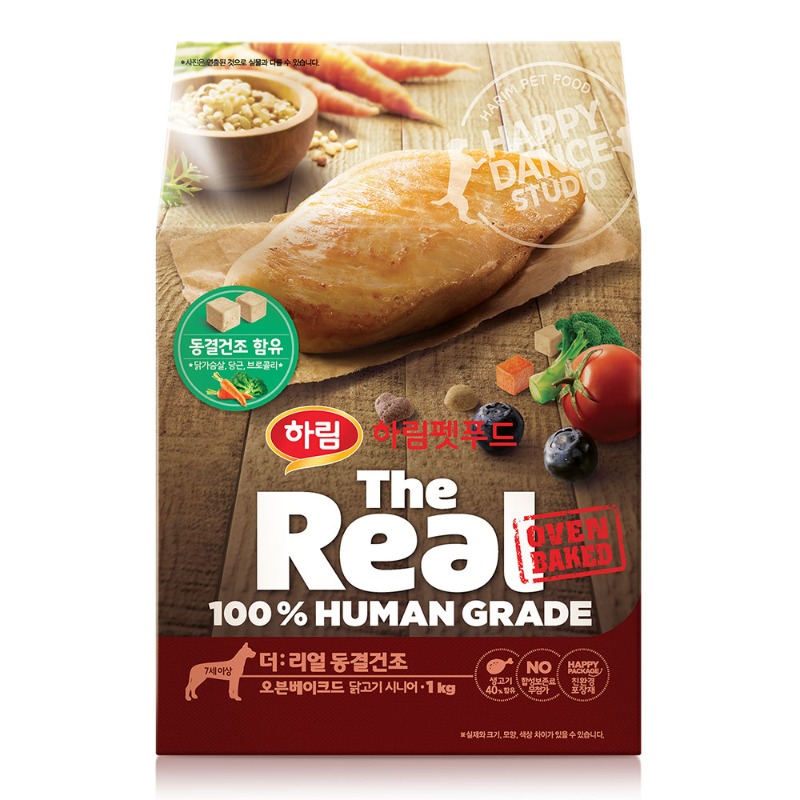 *사진은 연출된 것으로 실물과 다를 수 있습니다.
HARIM PET FOOD
HAPPY
DANCE
STUDIO
동결건조 함유
*닭가슴살, 당근, 브로콜리*
하림 하림펫푸드
The
Real
OVEN
BAKED
100% HUMAN GRADE
7세이상
더:리얼 동결건조
오븐베이크드 닭고기 시니어·1kg
생고기
40% 함유
NO
합성보존료
무첨가
HAPPY
PACKAGE
친환경
포장재
※실제와 크기, 모양, 색상 차이가 있을 수 있습니다.